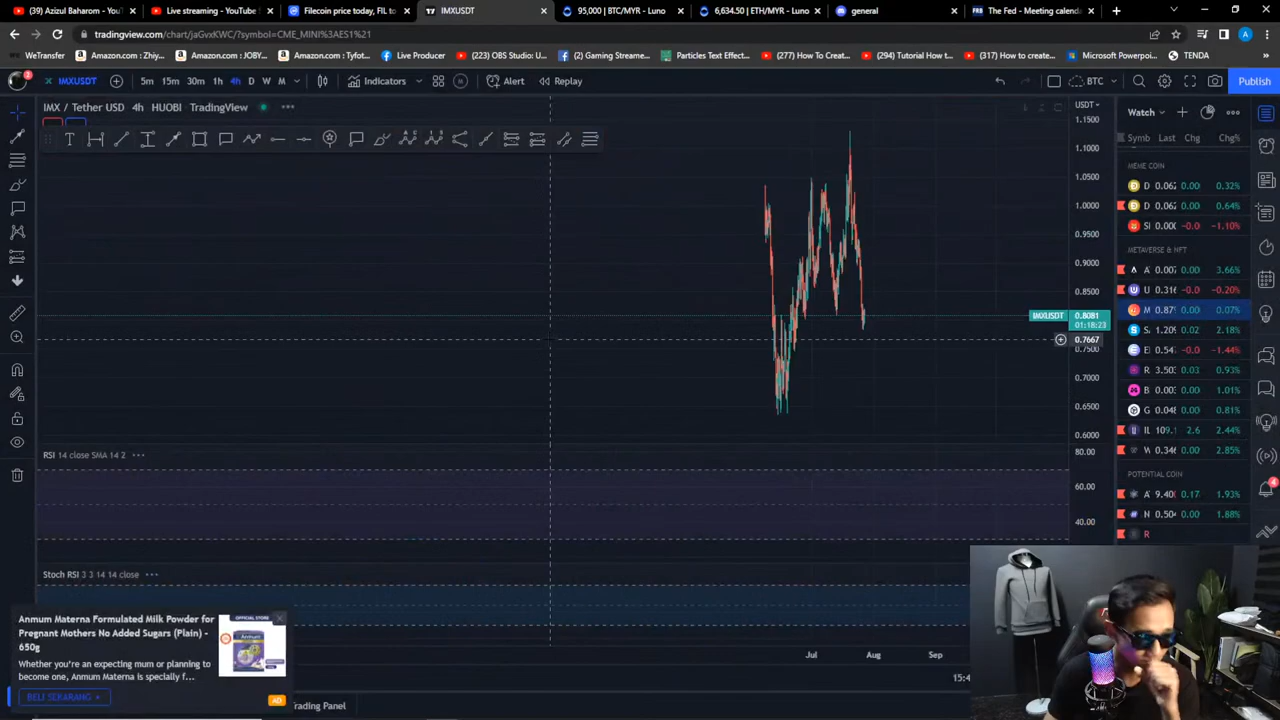 (39) Azizul Baharom - You
Live streaming - YouTube S
Filecoin price today, FIL to
IMXUSDT
95,000 | BTC/MYR - Luno
6,634.50 | ETH/MYR - Luno
general
The Fed - Meeting calenda
tradingview.com/chart/jaGvxKWC/?symbol=CME_MINI%3AES1%21
WeTransfer
Amazon.com: Zhiy...
Amazon.com: JOBY...
Amazon.com: Tyfot...
Live Producer
(223) OBS Studio: U...
(2) Gaming Streame...
Particles Text Effect...
(277) How To Create...
(294) Tutorial How t...
(317) How to creat...
Microsoft Powerpoi...
TENDA
IMXUSDT
5m 15m 30m 1h 4h D W M
Indicators
Alert
Replay
BTC
Publish
IMX / Tether USD 4h HUOBI TradingView
USDT
1.1500
1.1000
1.0500
1.0000
0.9500
0.9000
0.8500
IMXUSDT 0.8081
01:18:23
0.7667
0.7500
0.7000
0.6500
0.6000
RSI 14 close SMA 14 2
80.00
60.00
40.00
Stoch RSI 3 3 14 14 close
Jul Aug Sep
15:4
rading Panel
Watch
Symb Last Chg Chg%
MEME COIN
D 0.062 0.00 0.32%
D 0.062 0.00 0.64%
SI 0.000 -0.0 -1.10%
METAVERSE & NFT
A 0.007 0.00 3.66%
U 0.316 -0.0 -0.20%
M 0.87 0.00 0.07%
S 1.209 0.02 2.18%
E 0.54 -0.0 -1.44%
R 3.503 0.03 0.93%
B 0.003 0.00 1.01%
G 0.048 0.00 0.81%
IL 109. 2.6 2.44%
W 0.346 0.00 2.85%
POTENTIAL COIN
A 9.40 0.17 1.93%
N 0.504 0.00 1.88%
R
Anmum Materna Formulated Milk Powder for
Pregnant Mothers No Added Sugars (Plain) -
650g
Whether you're an expecting mum or planning to
become one, Anmum Materna is specially f...
BELI SEKARANG
AD